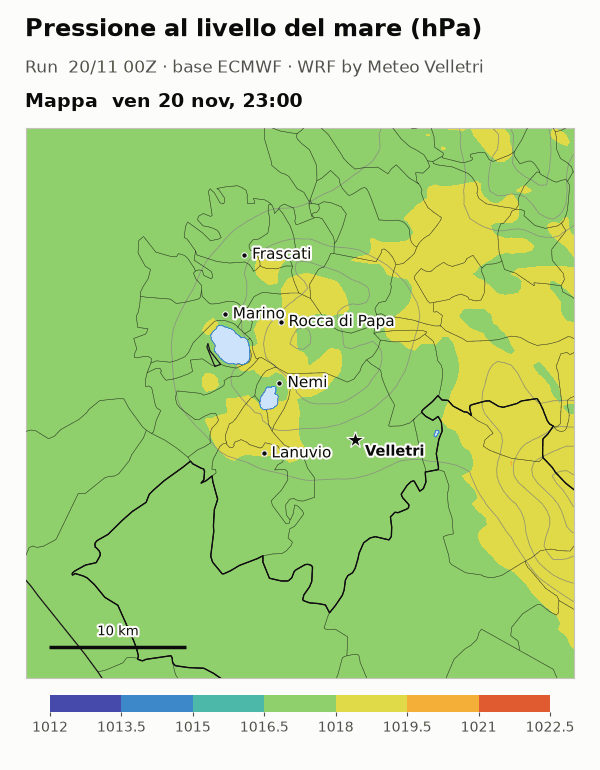 Pressione al livello del mare (hPa)
Run  20/11 00Z · base ECMWF · WRF by Meteo Velletri
Mappa  ven 20 nov, 23:00
Frascati
Marino
Rocca di Papa
Nemi
Velletri
Lanuvio
10 km
1012 1013.5 1015 1016.5 1018 1019.5 1021 1022.5